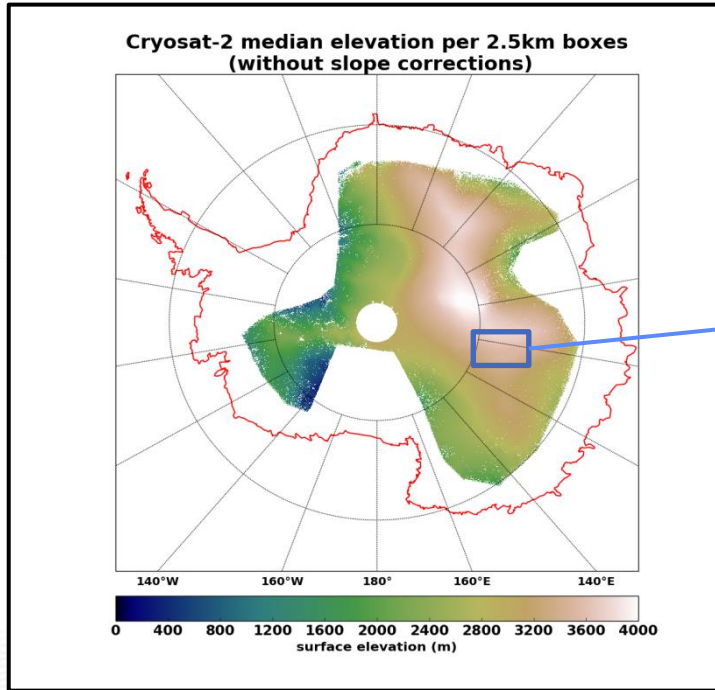 Cryosat-2 median elevation per 2.5km boxes
(without slope corrections)
140°W 160°W 180° 160°E 140°E
0 400 800 1200 1600 2000 2400 2800 3200 3600 4000
surface elevation (m)